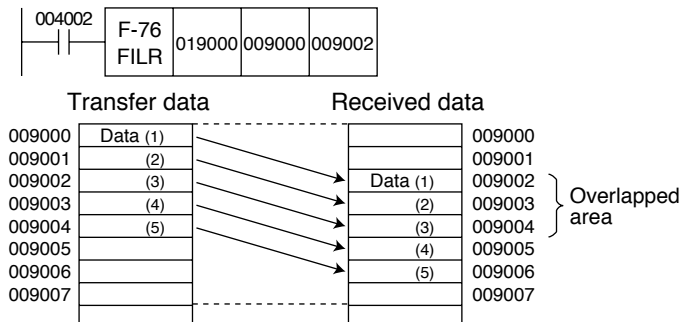 004002
F-76
FILR
019000 009000 009002
Transfer data Received data
009000 Data (1) 009000
009001 (2) 009001
009002 (3) Data (1) 009002
009003 (4) (2) 009003
009004 (5) (3) 009004
Overlapped
area
009005 (4) 009005
009006 (5) 009006
009007 009007